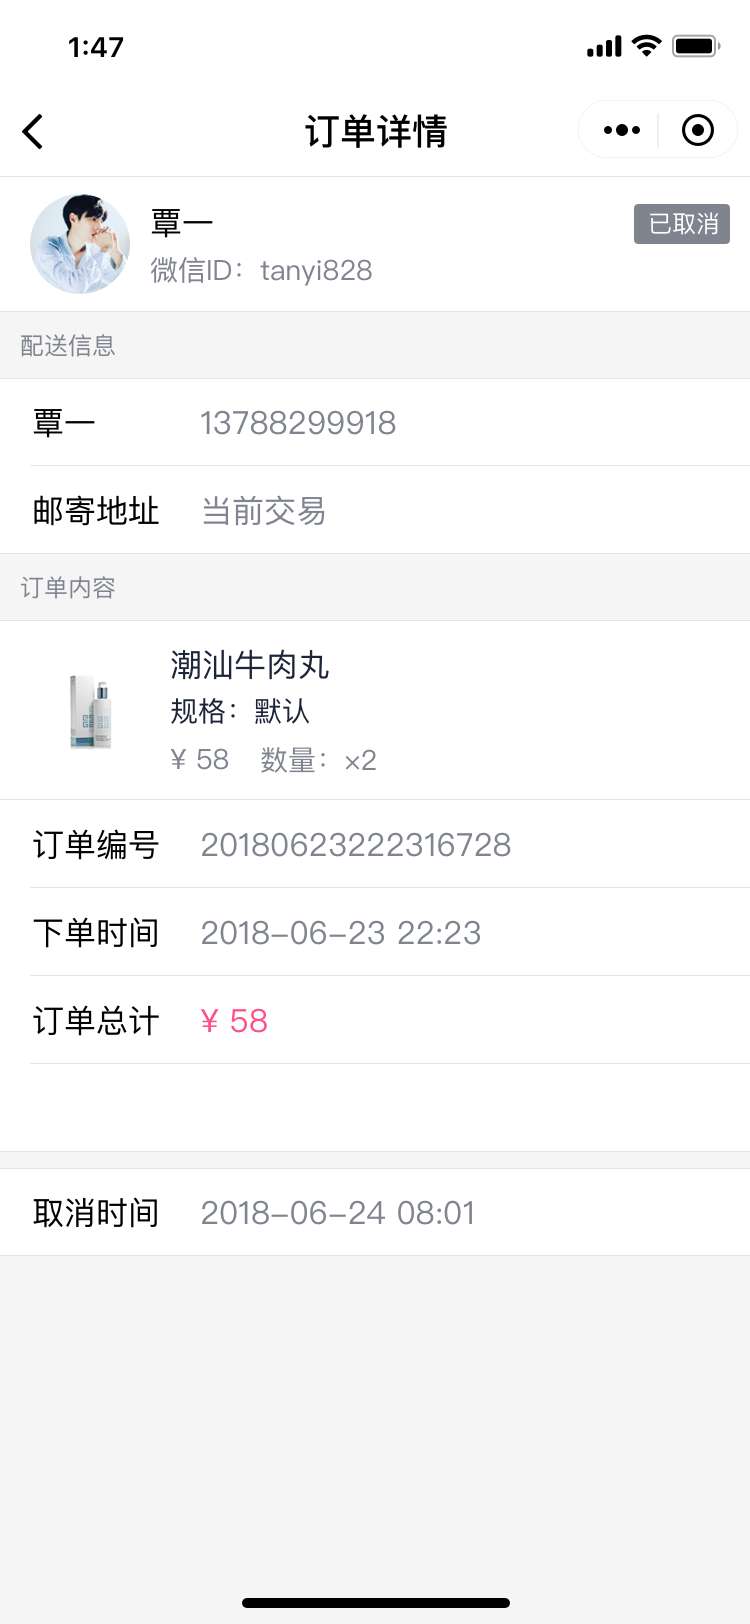 1:47
订单详情
覃一
已取消
微信ID：tanyi828
配送信息
覃一 13788299918
邮寄地址 当前交易
订单内容
潮汕牛肉丸
规格：默认
¥ 58 数量：×2
订单编号 20180623222316728
下单时间 2018-06-23 22:23
订单总计 ¥ 58
取消时间 2018-06-24 08:01